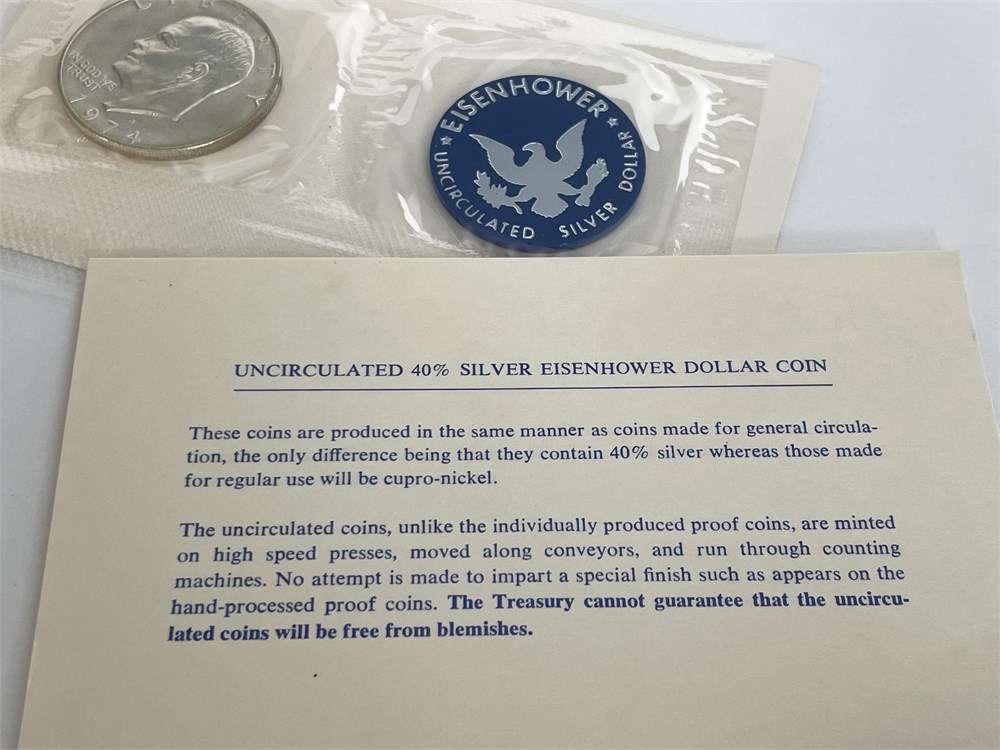 LIBERTY
IN GOD WE
TRUST
1974
EISENHOWER
UNCIRCULATED SILVER DOLLAR
UNCIRCULATED 40% SILVER EISENHOWER DOLLAR COIN
These coins are produced in the same manner as coins made for general circula-
tion, the only difference being that they contain 40% silver whereas those made
for regular use will be cupro-nickel.
The uncirculated coins, unlike the individually produced proof coins, are minted
on high speed presses, moved along conveyors, and run through counting
machines. No attempt is made to impart a special finish such as appears on the
hand-processed proof coins. The Treasury cannot guarantee that the uncircu-
lated coins will be free from blemishes.